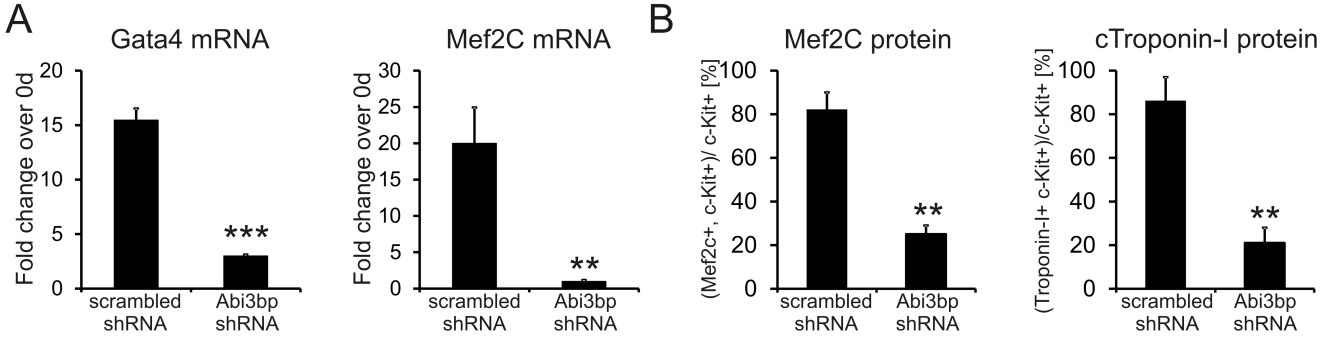 A
Gata4 mRNA
Fold change over 0d
20
15
10
5
0
***
scrambled
shRNA
Abi3bp
shRNA
Mef2C mRNA
Fold change over 0d
30
25
20
15
10
5
0
**
scrambled
shRNA
Abi3bp
shRNA
B
Mef2C protein
(Mef2c+, c-Kit+)/ c-Kit+ [%]
100
80
60
40
20
0
**
scrambled
shRNA
Abi3bp
shRNA
cTroponin-I protein
(Troponin-I+ c-Kit+)/c-Kit+ [%]
100
80
60
40
20
0
**
scrambled
shRNA
Abi3bp
shRNA